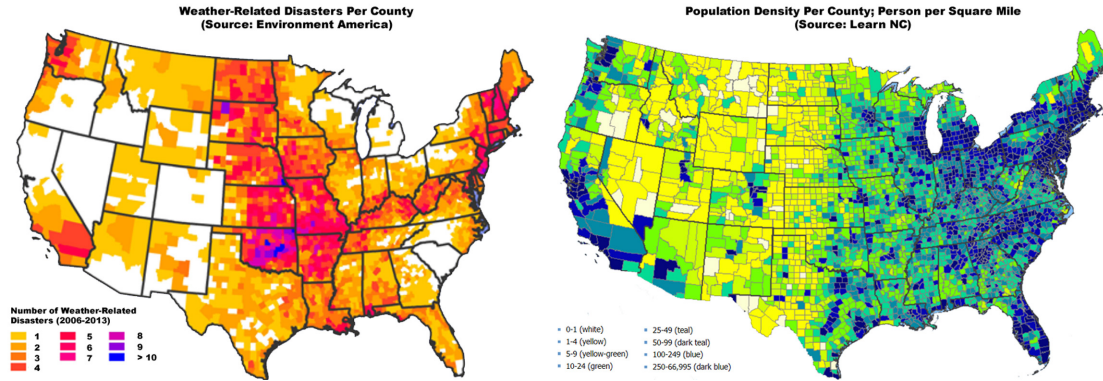 Weather-Related Disasters Per County
(Source: Environment America)
Population Density Per County; Person per Square Mile
(Source: Learn NC)
Number of Weather-Related
Disasters (2006-2013)
1
2
3
4
5
6
7
8
9
> 10
0-1 (white)
1-4 (yellow)
5-9 (yellow-green)
10-24 (green)
25-49 (teal)
50-99 (dark teal)
100-249 (blue)
250-66,995 (dark blue)